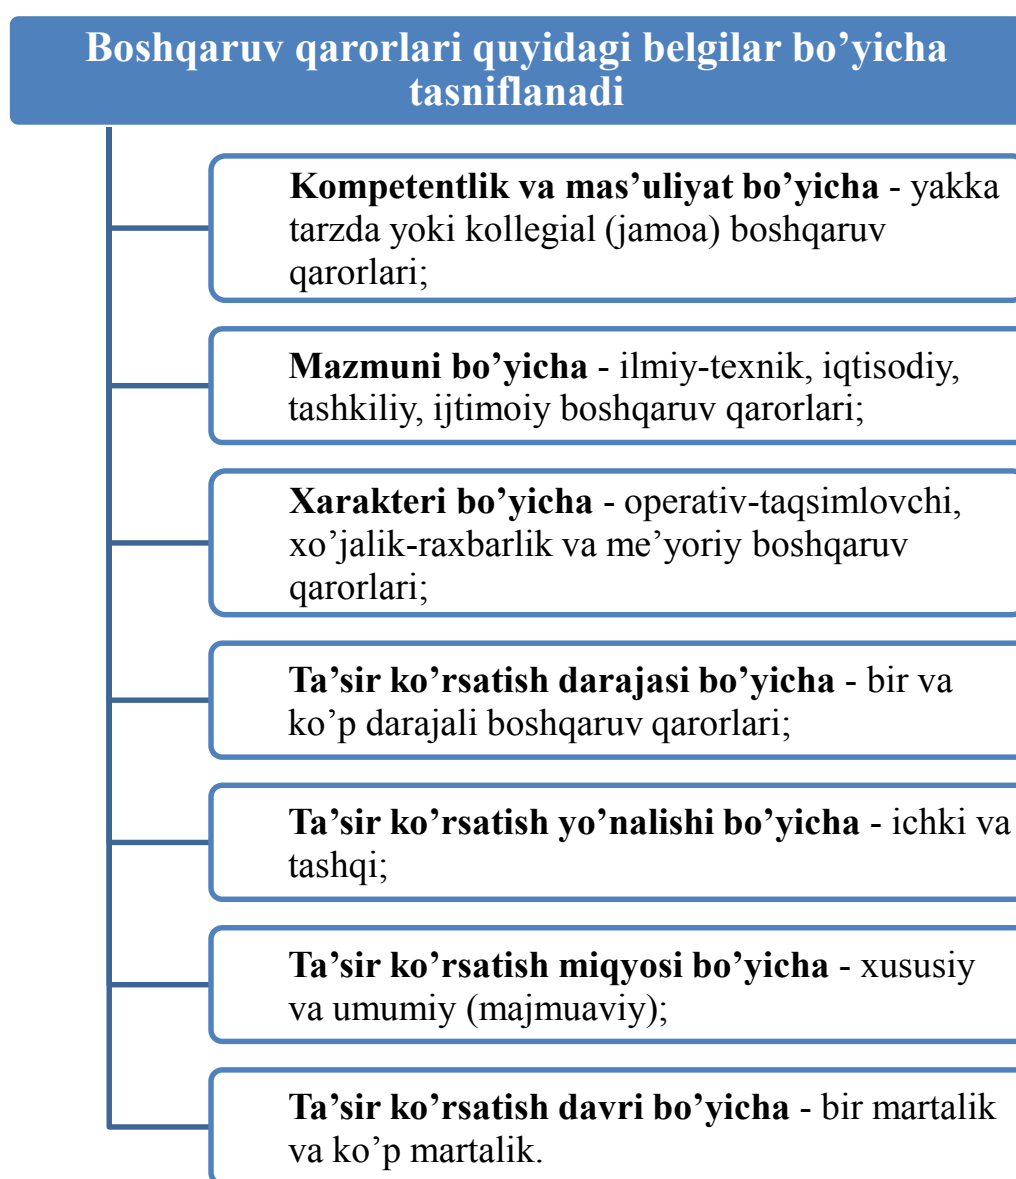 Boshqaruv qarorlari quyidagi belgilar bo’yicha
tasniflanadi
Kompetentlik va mas’uliyat bo’yicha - yakka
tarzda yoki kollegial (jamoa) boshqaruv
qarorlari;
Mazmuni bo’yicha - ilmiy-texnik, iqtisodiy,
tashkiliy, ijtimoiy boshqaruv qarorlari;
Xarakteri bo’yicha - operativ-taqsimlovchi,
xo’jalik-raxbarlik va me’yoriy boshqaruv
qarorlari;
Ta’sir ko’rsatish darajasi bo’yicha - bir va
ko’p darajali boshqaruv qarorlari;
Ta’sir ko’rsatish yo’nalishi bo’yicha - ichki va
tashqi;
Ta’sir ko’rsatish miqyosi bo’yicha - xususiy
va umumiy (majmuaviy);
Ta’sir ko’rsatish davri bo’yicha - bir martalik
va ko’p martalik.